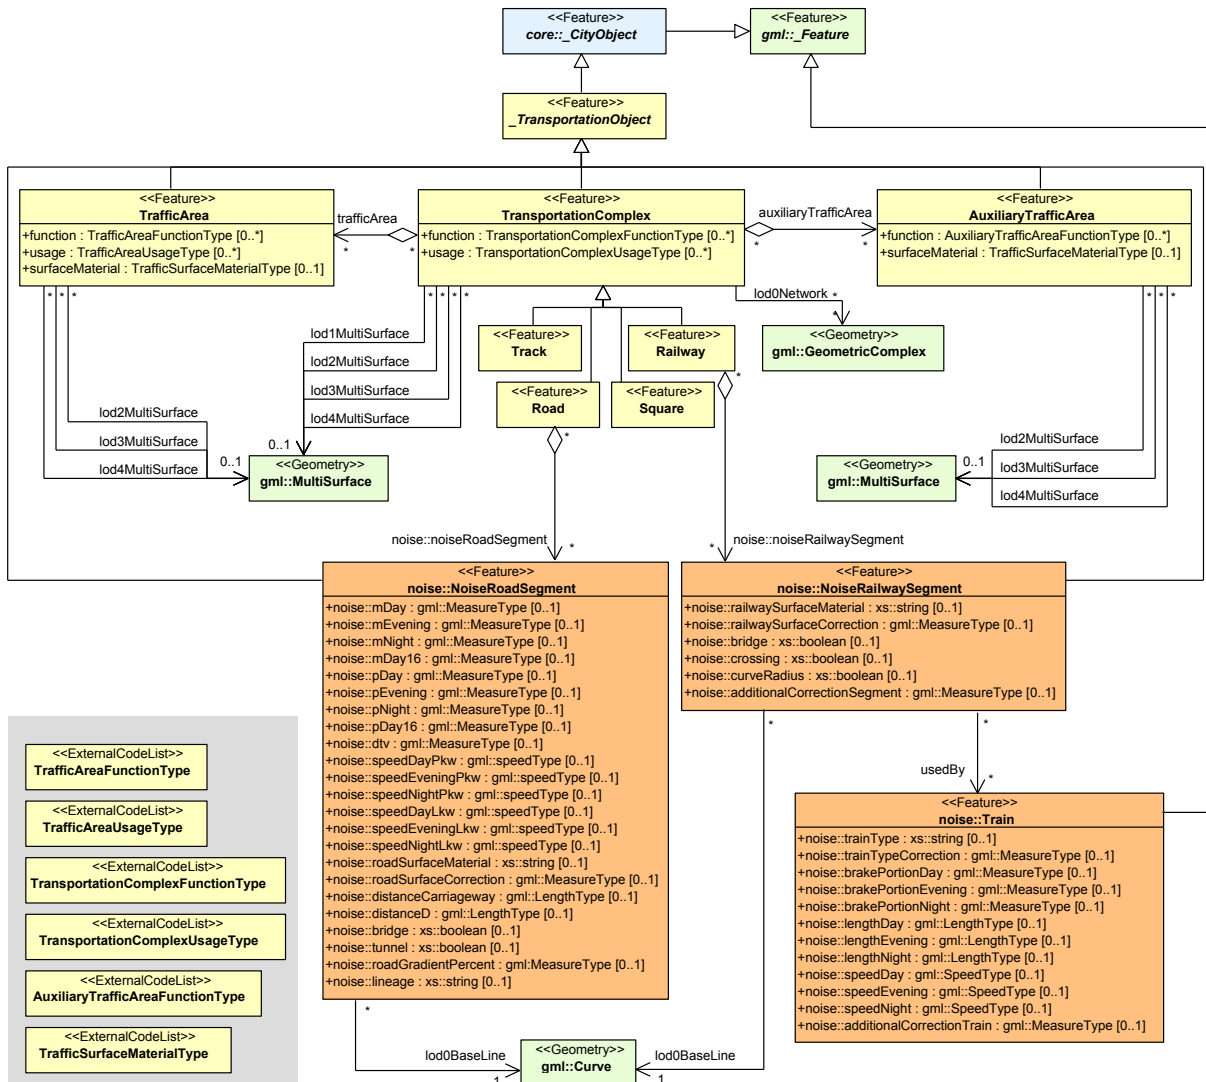 <<Feature>>
core::_CityObject
<<Feature>>
gml::_Feature
<<Feature>>
_TransportationObject
<<Feature>>
TrafficArea
+function : TrafficAreaFunctionType [0..*]
+usage : TrafficAreaUsageType [0..*]
+surfaceMaterial : TrafficSurfaceMaterialType [0..1]
trafficArea
*
*
<<Feature>>
TransportationComplex
+function : TransportationComplexFunctionType [0..*]
+usage : TransportationComplexUsageType [0..*]
auxiliaryTrafficArea
*
*
<<Feature>>
AuxiliaryTrafficArea
+function : AuxiliaryTrafficAreaFunctionType [0..*]
+surfaceMaterial : TrafficSurfaceMaterialType [0..1]
* * *
* * * *
lod0Network
*
*
* * *
<<Geometry>>
gml::GeometricComplex
lod1MultiSurface
lod2MultiSurface
lod3MultiSurface
lod4MultiSurface
0..1
<<Feature>>
Track
<<Feature>>
Railway
*
<<Feature>>
Road
*
<<Feature>>
Square
lod2MultiSurface
lod3MultiSurface
lod4MultiSurface
0..1
<<Geometry>>
gml::MultiSurface
<<Geometry>>
gml::MultiSurface
0..1
lod2MultiSurface
lod3MultiSurface
lod4MultiSurface
noise::noiseRoadSegment
*
noise::noiseRailwaySegment
*
<<Feature>>
noise::NoiseRoadSegment
+noise::mDay : gml::MeasureType [0..1]
+noise::mEvening : gml::MeasureType [0..1]
+noise::mNight : gml::MeasureType [0..1]
+noise::mDay16 : gml::MeasureType [0..1]
+noise::pDay : gml::MeasureType [0..1]
+noise::pEvening : gml::MeasureType [0..1]
+noise::pNight : gml::MeasureType [0..1]
+noise::pDay16 : gml::MeasureType [0..1]
+noise::dtv : gml::MeasureType [0..1]
+noise::speedDayPkw : gml::speedType [0..1]
+noise::speedEveningPkw : gml::speedType [0..1]
+noise::speedNightPkw : gml::speedType [0..1]
+noise::speedDayLkw : gml::speedType [0..1]
+noise::speedEveningLkw : gml::speedType [0..1]
+noise::speedNightLkw : gml::speedType [0..1]
+noise::roadSurfaceMaterial : xs::string [0..1]
+noise::roadSurfaceCorrection : gml::MeasureType [0..1]
+noise::distanceCarriageway : gml::LengthType [0..1]
+noise::distanceD : gml::LengthType [0..1]
+noise::bridge : xs::boolean [0..1]
+noise::tunnel : xs::boolean [0..1]
+noise::roadGradientPercent : gml:MeasureType [0..1]
+noise::lineage : xs::string [0..1]
<<Feature>>
noise::NoiseRailwaySegment
+noise::railwaySurfaceMaterial : xs::string [0..1]
+noise::railwaySurfaceCorrection : gml::MeasureType [0..1]
+noise::bridge : xs::boolean [0..1]
+noise::crossing : xs::boolean [0..1]
+noise::curveRadius : xs::boolean [0..1]
+noise::additionalCorrectionSegment : gml::MeasureType [0..1]
*
*
usedBy
*
<<Feature>>
noise::Train
+noise::trainType : xs::string [0..1]
+noise::trainTypeCorrection : gml::MeasureType [0..1]
+noise::brakePortionDay : gml::MeasureType [0..1]
+noise::brakePortionEvening : gml::MeasureType [0..1]
+noise::brakePortionNight : gml::MeasureType [0..1]
+noise::lengthDay : gml::LengthType [0..1]
+noise::lengthEvening : gml::LengthType [0..1]
+noise::lengthNight : gml::LengthType [0..1]
+noise::speedDay : gml::SpeedType [0..1]
+noise::speedEvening : gml::SpeedType [0..1]
+noise::speedNight : gml::SpeedType [0..1]
+noise::additionalCorrectionTrain : gml::MeasureType [0..1]
<<ExternalCodeList>>
TrafficAreaFunctionType
<<ExternalCodeList>>
TrafficAreaUsageType
<<ExternalCodeList>>
TransportationComplexFunctionType
<<ExternalCodeList>>
TransportationComplexUsageType
<<ExternalCodeList>>
AuxiliaryTrafficAreaFunctionType
<<ExternalCodeList>>
TrafficSurfaceMaterialType
*
lod0BaseLine
1
<<Geometry>>
gml::Curve
lod0BaseLine
1